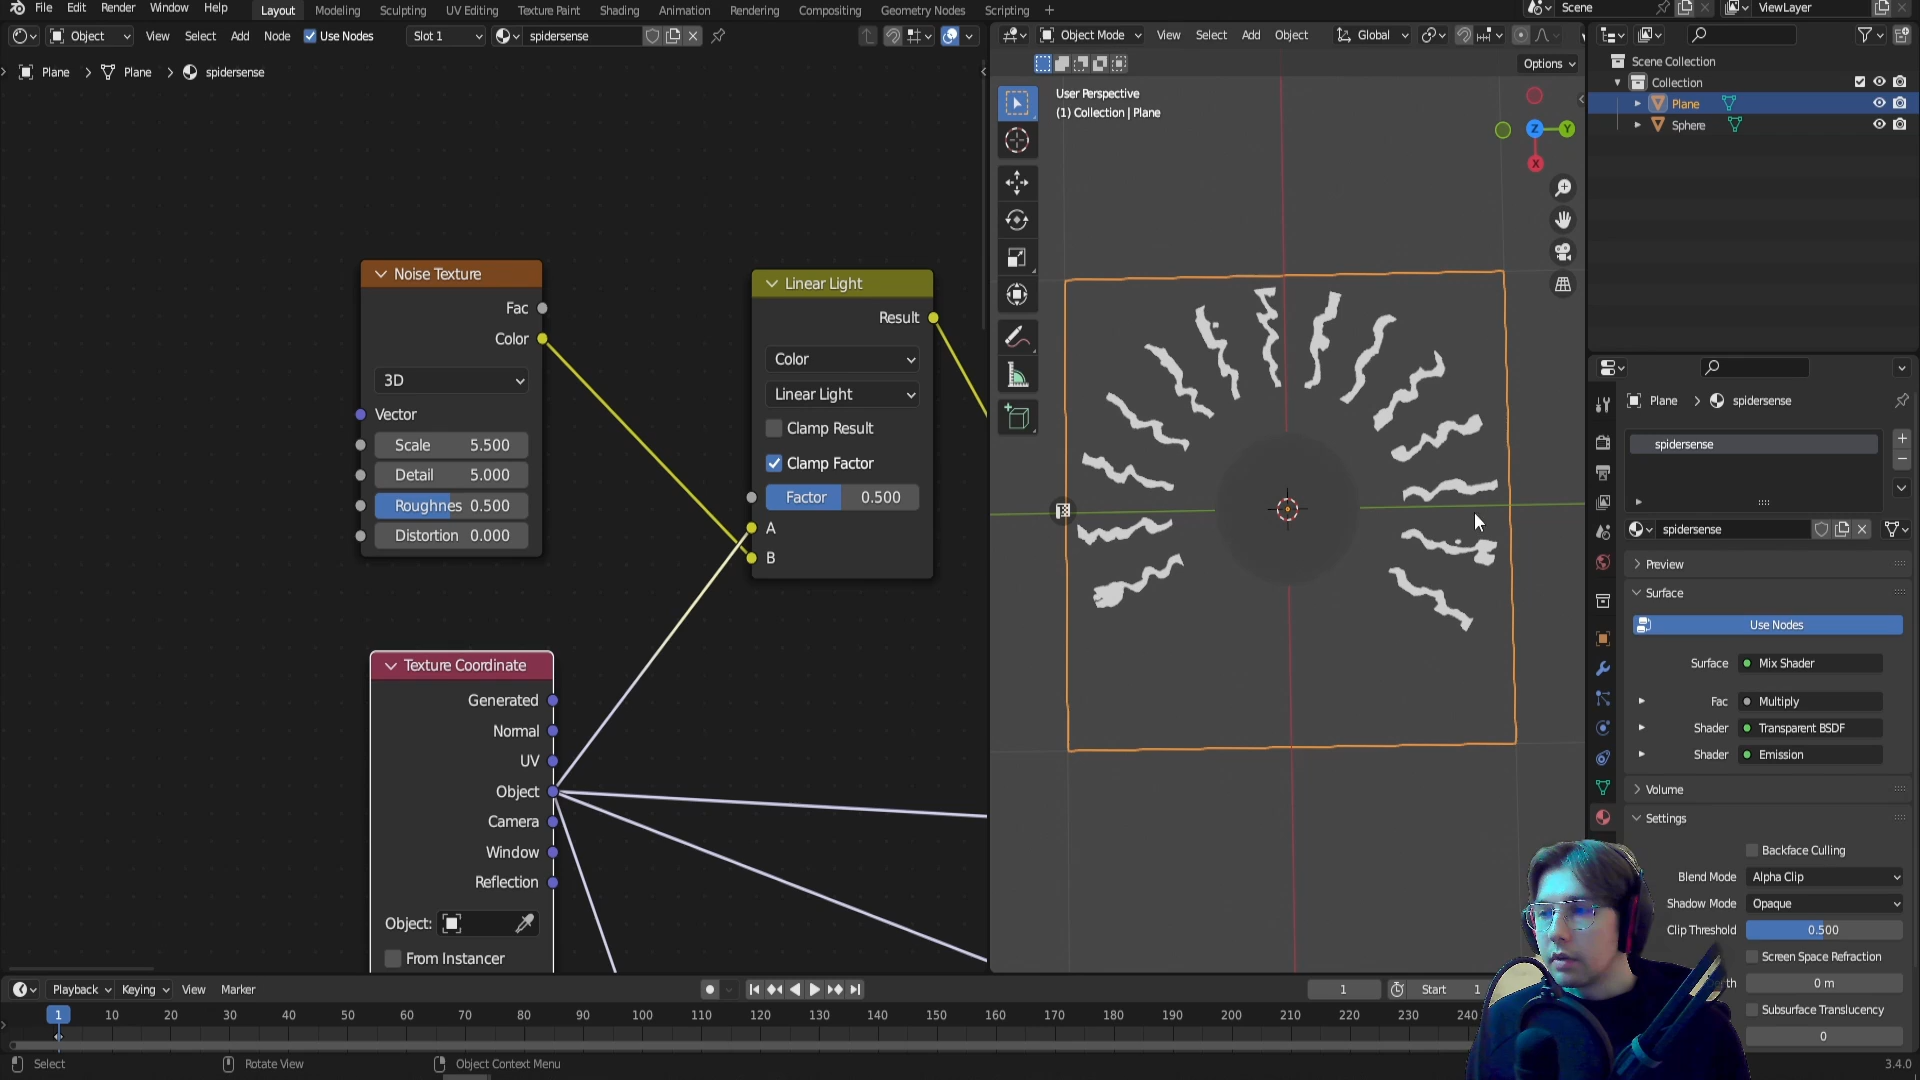 File Edit Render Window Help Layout Modeling Sculpting UV Editing Texture Paint Shading Animation Rendering Compositing Geometry Nodes Scripting + Scene ViewLayer
Object View Select Add Node Use Nodes Slot 1 spidersense Object Mode View Select Add Object Global
Options
Plane > Plane > spidersense
User Perspective
(1) Collection | Plane
Scene Collection
Collection
Plane
Sphere
X
Y
Z
Noise Texture
Fac
Color
3D
Vector
Scale 5.500
Detail 5.000
Roughnes 0.500
Distortion 0.000
Linear Light
Result
Color
Linear Light
Clamp Result
Clamp Factor
Factor 0.500
A
B
Texture Coordinate
Generated
Normal
UV
Object
Camera
Window
Reflection
Object:
From Instancer
Plane > spidersense
spidersense
spidersense
Preview
Surface
Use Nodes
Surface Mix Shader
Fac Multiply
Shader Transparent BSDF
Shader Emission
Volume
Settings
Backface Culling
Blend Mode Alpha Clip
Shadow Mode Opaque
Clip Threshold 0.500
Screen Space Refraction
th 0 m
Subsurface Translucency
0
Playback Keying View Marker 1 Start 1
1 10 20 30 40 50 60 70 80 90 100 110 120 130 140 150 160 170 180 190 200 210 220 230 240
Select Rotate View Object Context Menu 3.4.0